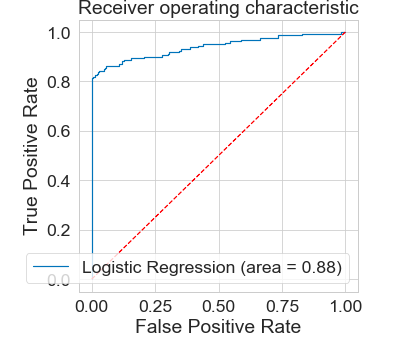 Receiver operating characteristic
1.0
0.8
0.6
0.4
0.2
0.0
True Positive Rate
Logistic Regression (area = 0.88)
0.00 0.25 0.50 0.75 1.00
False Positive Rate